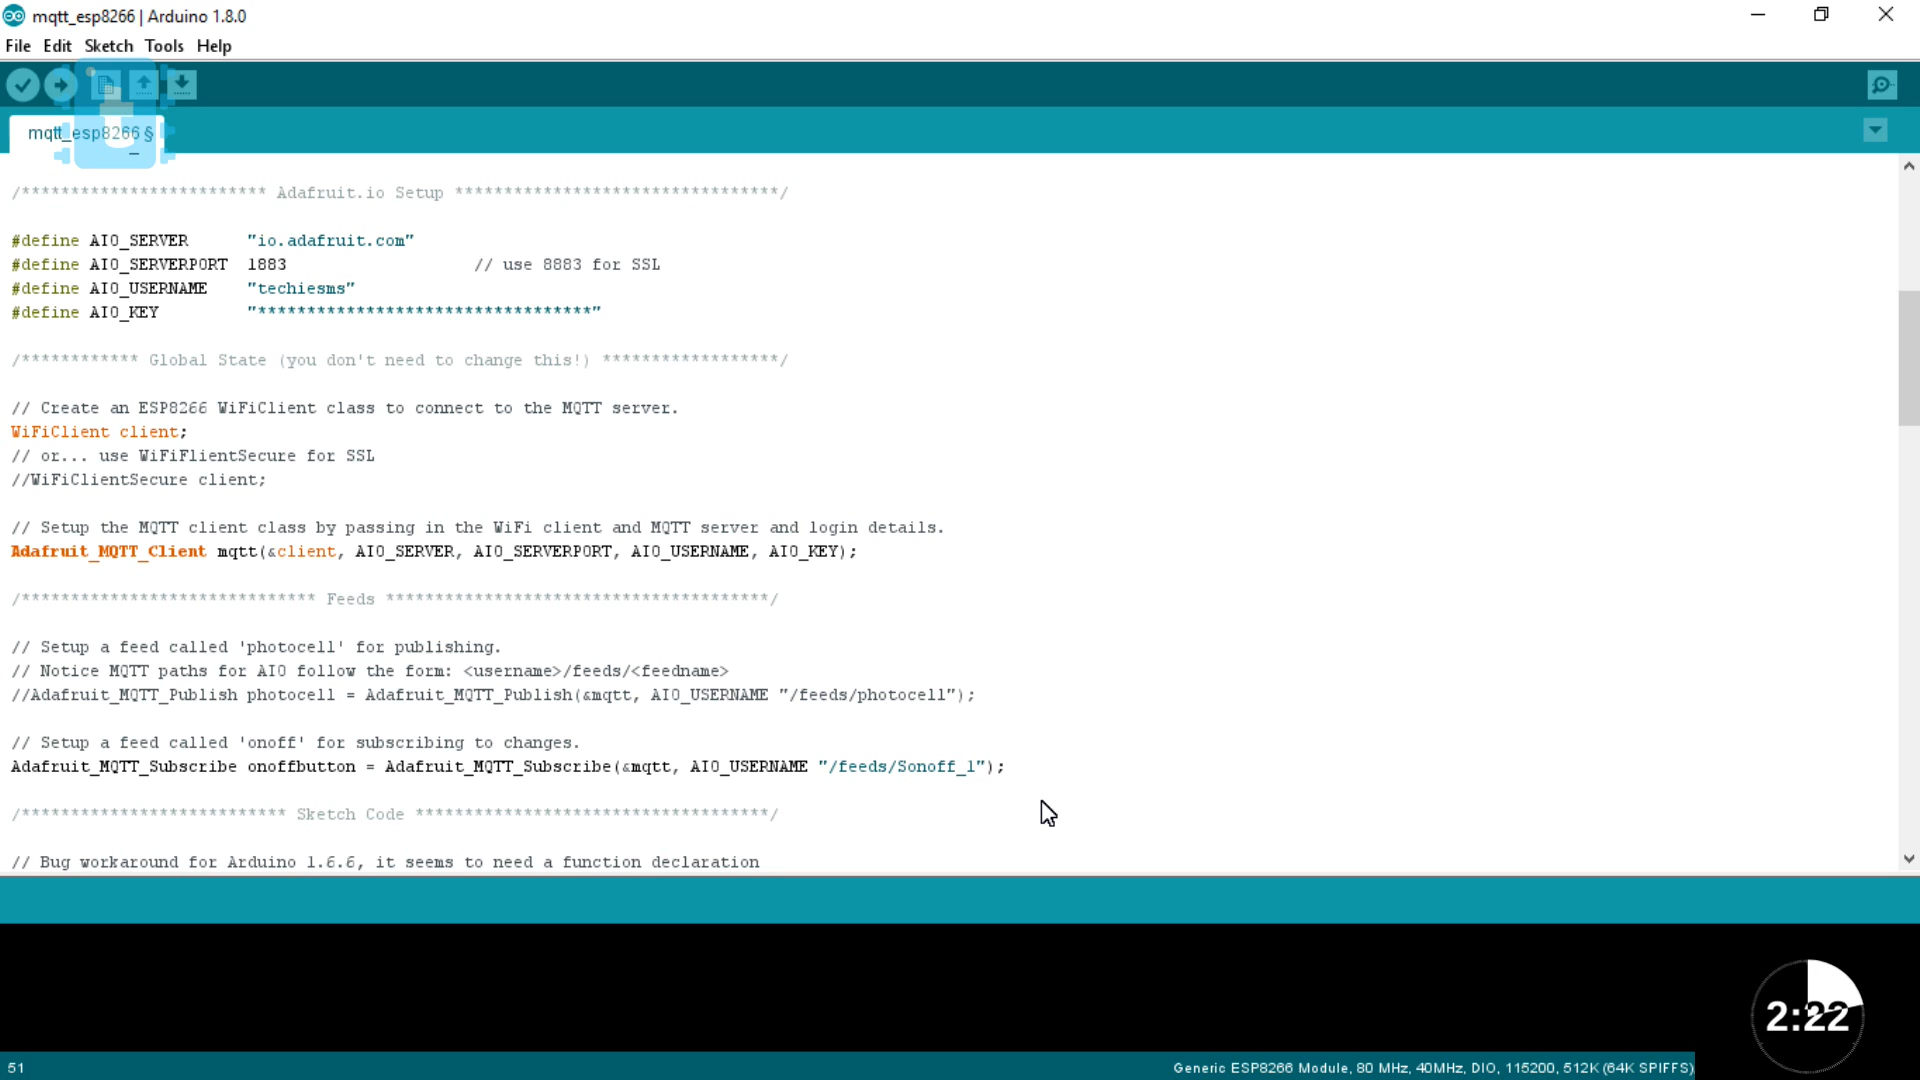 mqtt_esp8266 | Arduino 1.8.0
File Edit Sketch Tools Help
mqtt_esp8266 §
/************************* Adafruit.io Setup *********************************/
#define AIO_SERVER      "io.adafruit.com"
#define AIO_SERVERPORT  1883                   // use 8883 for SSL
#define AIO_USERNAME    "techiesms"
#define AIO_KEY         "**********************************"
/************ Global State (you don't need to change this!) ******************/
// Create an ESP8266 WiFiClient class to connect to the MQTT server.
WiFiClient client;
// or... use WiFiFlientSecure for SSL
//WiFiClientSecure client;
// Setup the MQTT client class by passing in the WiFi client and MQTT server and login details.
Adafruit_MQTT_Client mqtt(&client, AIO_SERVER, AIO_SERVERPORT, AIO_USERNAME, AIO_KEY);
/****************************** Feeds ***************************************/
// Setup a feed called 'photocell' for publishing.
// Notice MQTT paths for AIO follow the form: <username>/feeds/<feedname>
//Adafruit_MQTT_Publish photocell = Adafruit_MQTT_Publish(&mqtt, AIO_USERNAME "/feeds/photocell");
// Setup a feed called 'onoff' for subscribing to changes.
Adafruit_MQTT_Subscribe onoffbutton = Adafruit_MQTT_Subscribe(&mqtt, AIO_USERNAME "/feeds/Sonoff_1");
/*************************** Sketch Code ************************************/
// Bug workaround for Arduino 1.6.6, it seems to need a function declaration
2:22
51
Generic ESP8266 Module, 80 MHz, 40MHz, DIO, 115200, 512K (64K SPIFFS)